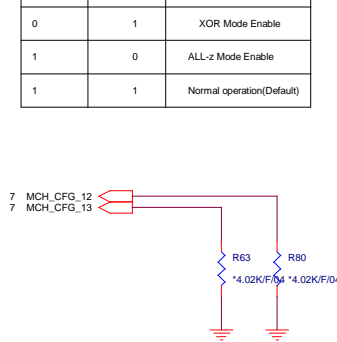 0 1 XOR Mode Enable
1 0 ALL-z Mode Enable
1 1 Normal operation(Default)
7 MCH_CFG_12
7 MCH_CFG_13
R63 R80
*4.02K/F/04 *4.02K/F/04